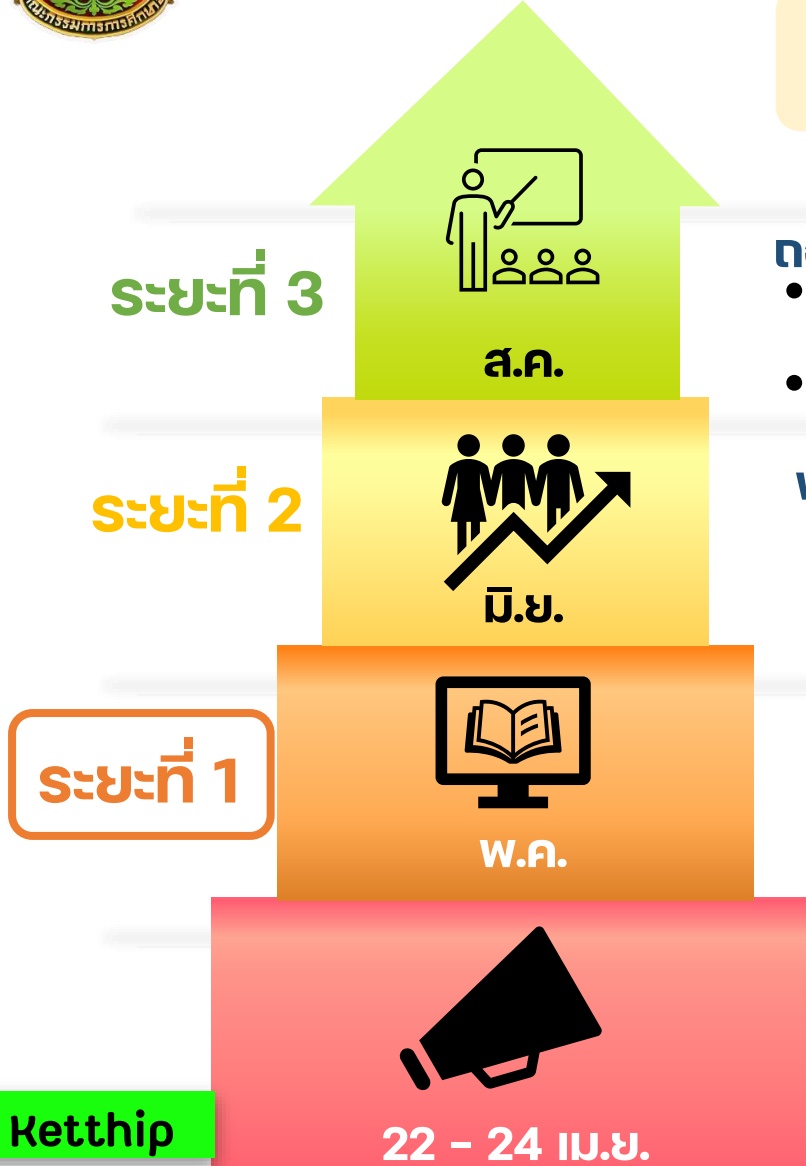 ระยะที่ 3
ส.ค.
ระยะที่ 2
มิ.ย.
ระยะที่ 1
พ.ค.
Ketthip
22 - 24 เม.ย.